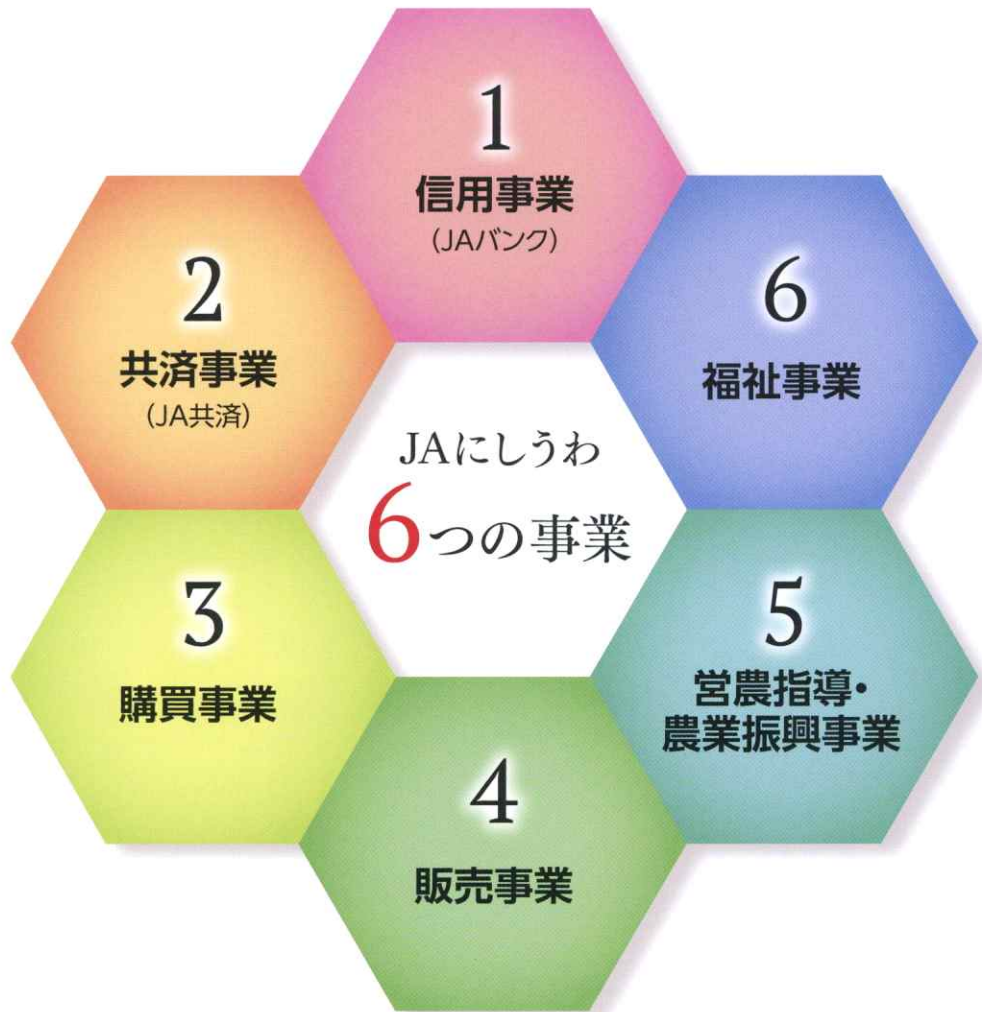 JAにしうわ
6つの事業
1
信用事業
(JAバンク)
2
共済事業
(JA共済)
3
購買事業
4
販売事業
5
営農指導・
農業振興事業
6
福祉事業